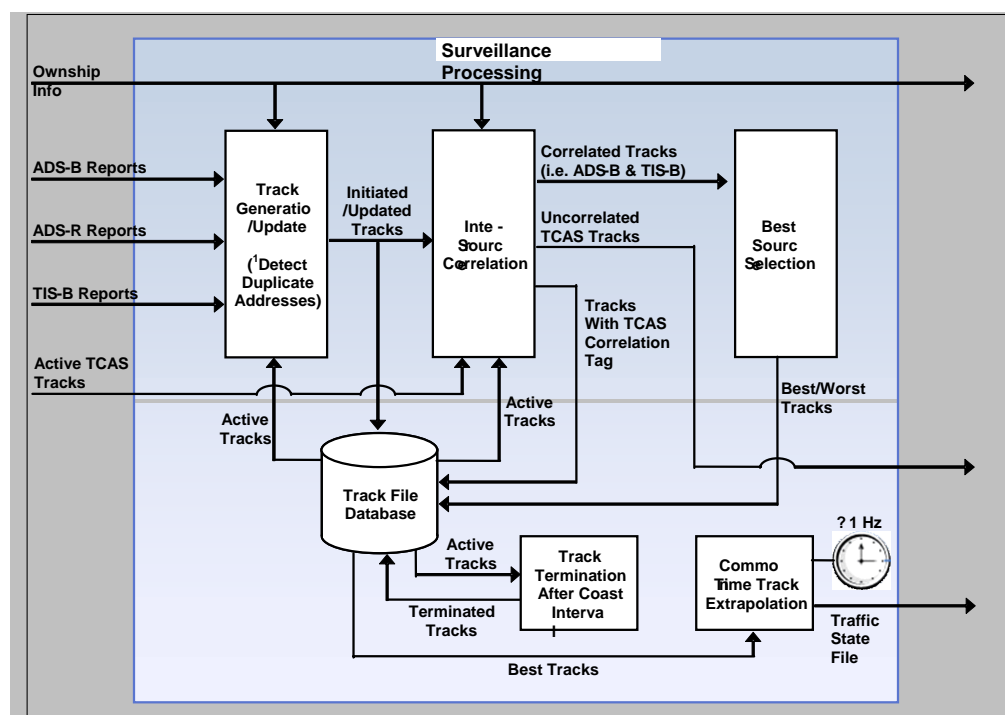 Surveillance
Processing
Ownship
Info
ADS-B Reports
ADS-R Reports
TIS-B Reports
Active TCAS
Tracks
Track
Generatio
/Update
(¹Detect
Duplicate
Addresses)
Initiated
/Updated
Tracks
Inte -
Sourc
Correlation
Correlated Tracks
(i.e. ADS-B & TIS-B)
Uncorrelated
TCAS Tracks
Best
Sourc
Selection
Tracks
With TCAS
Correlation
Tag
Best/Worst
Tracks
Active
Tracks
Active
Tracks
Track File
Database
Active
Tracks
Terminated
Tracks
Track
Termination
After Coast
Interva
l
Commo
Time Track
Extrapolation
? 1 Hz
Traffic
State
File
Best Tracks